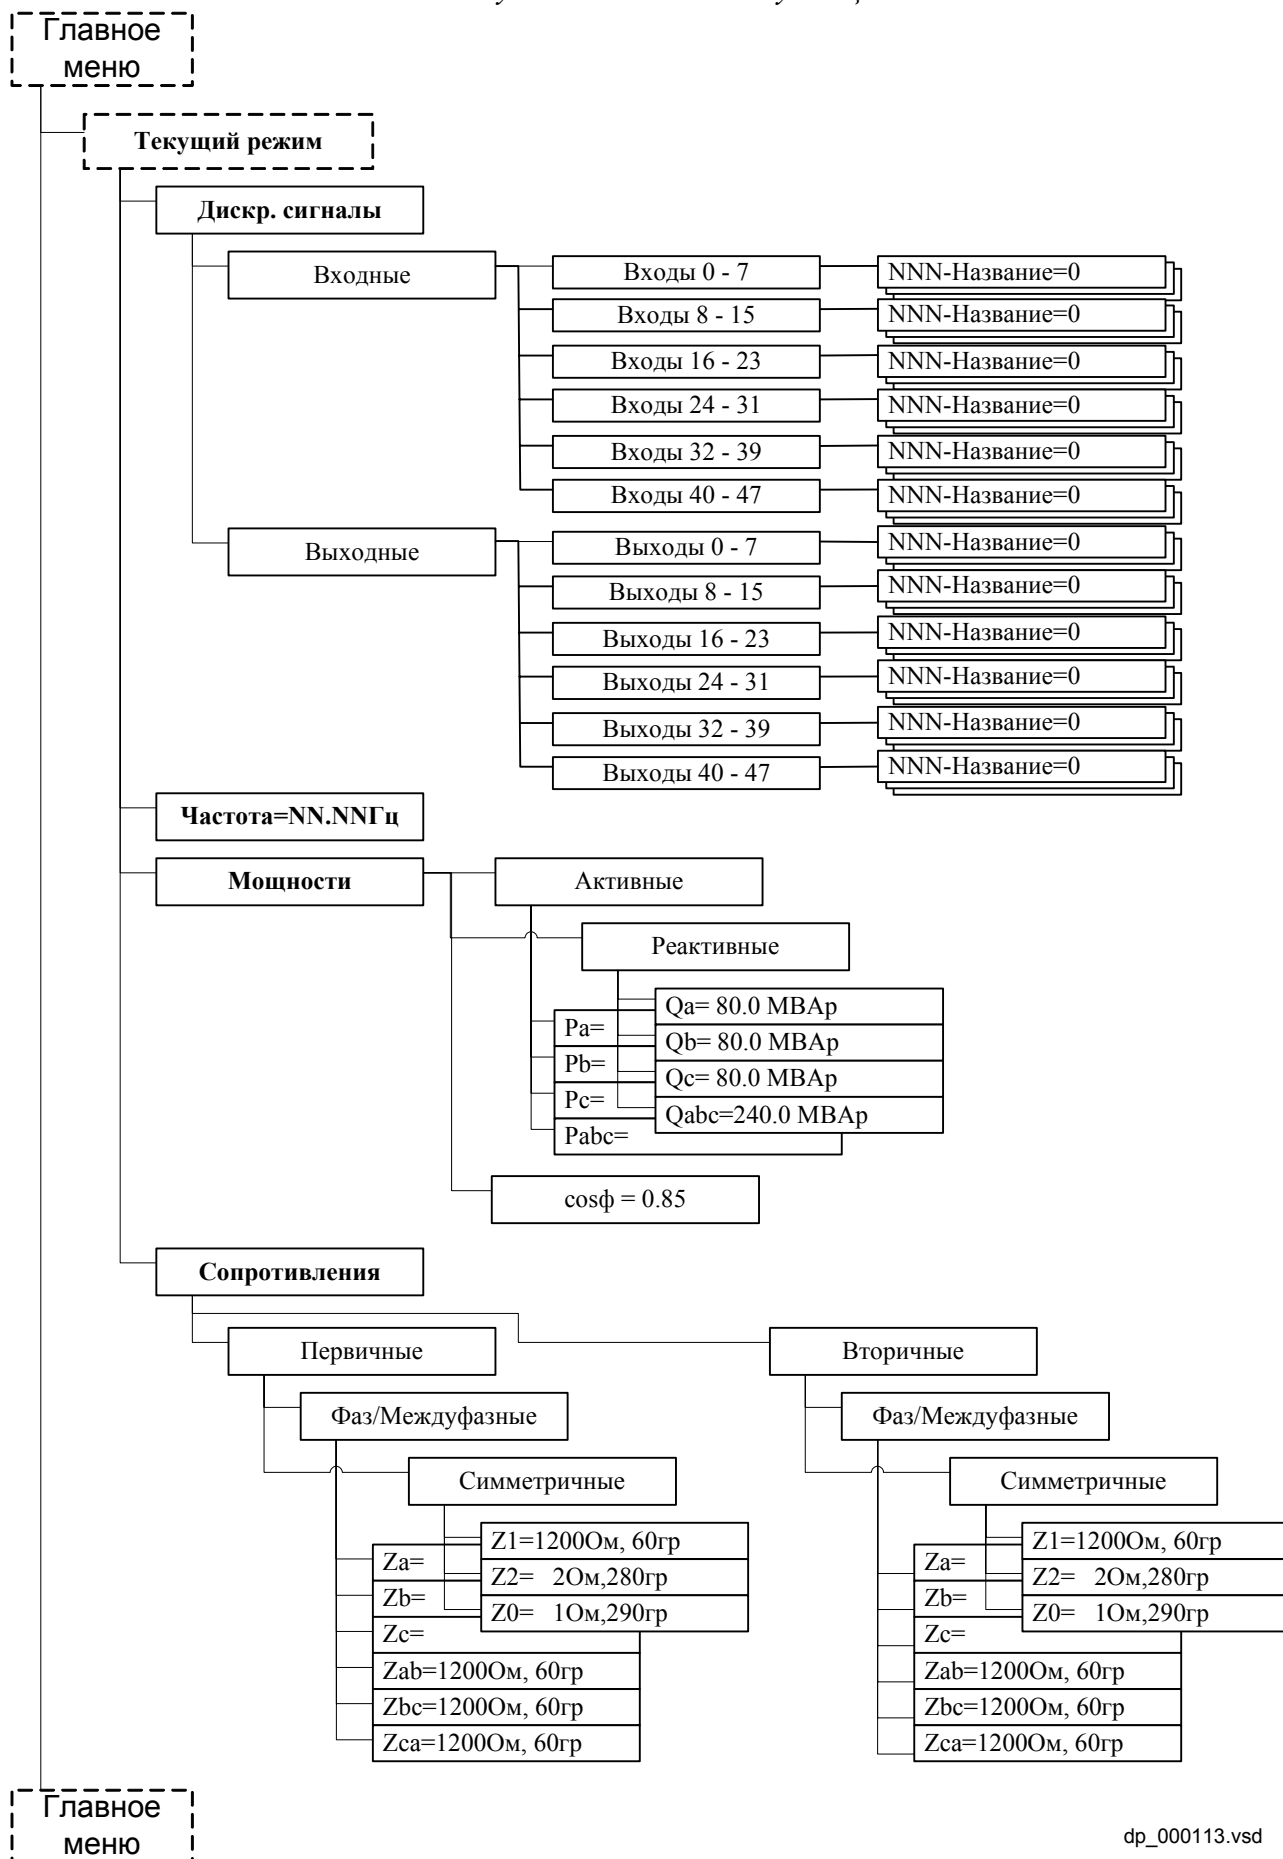 Главное
меню
Текущий режим
Дискр. сигналы
Входные
Входы 0 - 7
NNN-Название=0
Входы 8 - 15
NNN-Название=0
Входы 16 - 23
NNN-Название=0
Входы 24 - 31
NNN-Название=0
Входы 32 - 39
NNN-Название=0
Входы 40 - 47
NNN-Название=0
Выходные
Выходы 0 - 7
NNN-Название=0
Выходы 8 - 15
NNN-Название=0
Выходы 16 - 23
NNN-Название=0
Выходы 24 - 31
NNN-Название=0
Выходы 32 - 39
NNN-Название=0
Выходы 40 - 47
NNN-Название=0
Частота=NN.NNГц
Мощности
Активные
Реактивные
Qa= 80.0 МВАр
Qb= 80.0 МВАр
Qc= 80.0 МВАр
Qabc=240.0 МВАр
Pa=
Pb=
Pc=
Pabc=
cosф = 0.85
Сопротивления
Первичные
Фаз/Междуфазные
Симметричные
Z1=1200Ом, 60гр
Z2= 2Ом,280гр
Z0= 1Ом,290гр
Za=
Zb=
Zc=
Zab=1200Ом, 60гр
Zbc=1200Ом, 60гр
Zca=1200Ом, 60гр
Вторичные
Фаз/Междуфазные
Симметричные
Z1=1200Ом, 60гр
Z2= 2Ом,280гр
Z0= 1Ом,290гр
Za=
Zb=
Zc=
Zab=1200Ом, 60гр
Zbc=1200Ом, 60гр
Zca=1200Ом, 60гр
Главное
меню
dp_000113.vsd